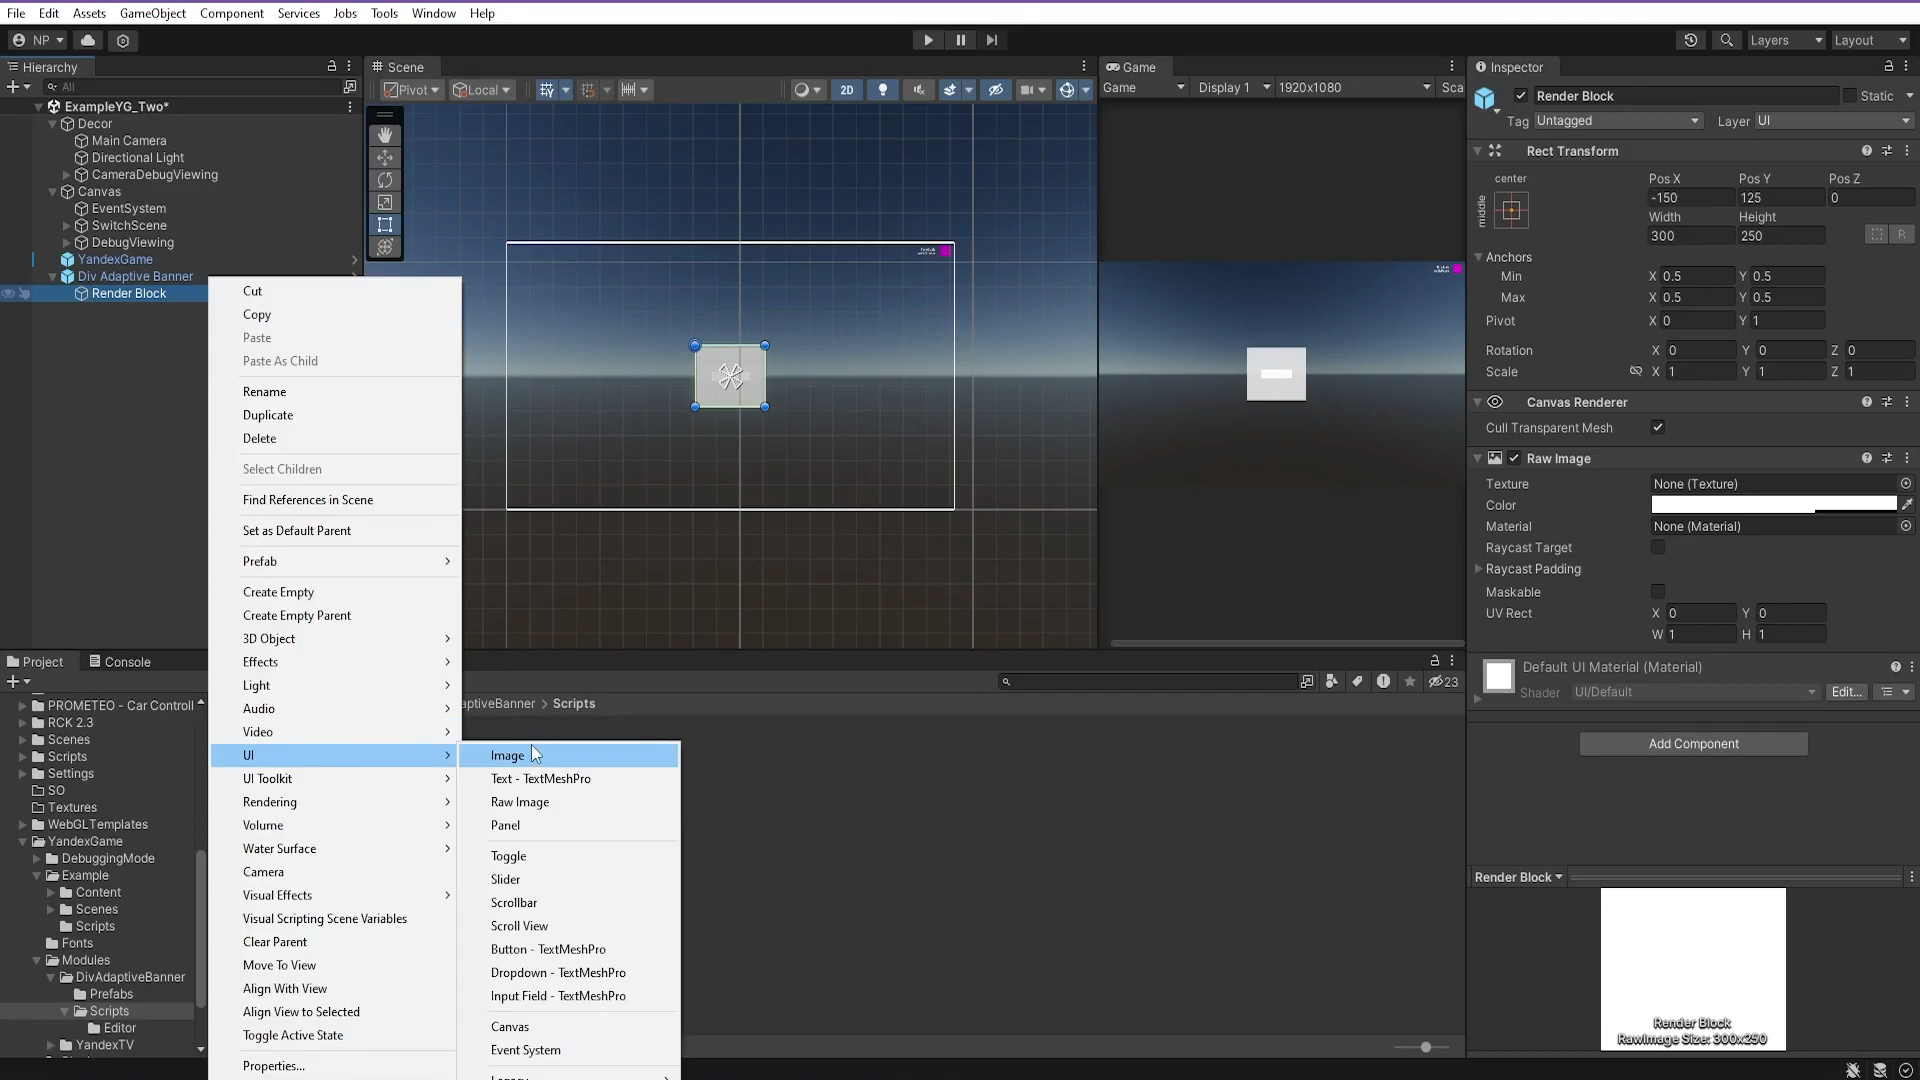 File Edit Assets GameObject Component Services Jobs Tools Window Help
NP
Layers Layout
Hierarchy
All
ExampleYG_Two*
Decor
Main Camera
Directional Light
CameraDebugViewing
Canvas
EventSystem
SwitchScene
DebugViewing
YandexGame
Div Adaptive Banner
Render Block
Cut
Copy
Paste
Paste As Child
Rename
Duplicate
Delete
Select Children
Find References in Scene
Set as Default Parent
Prefab
Create Empty
Create Empty Parent
3D Object
Effects
Light
Audio
Video
UI
UI Toolkit
Rendering
Volume
Water Surface
Camera
Visual Effects
Visual Scripting Scene Variables
Clear Parent
Move To View
Align With View
Align View to Selected
Toggle Active State
Properties...
Image
Text - TextMeshPro
Raw Image
Panel
Toggle
Slider
Scrollbar
Scroll View
Button - TextMeshPro
Dropdown - TextMeshPro
Input Field - TextMeshPro
Canvas
Event System
Legacy
Scene
Pivot Local
2D
Game
Game Display 1 1920x1080 Sca
Inspector
Render Block Static
Tag Untagged Layer UI
Rect Transform
center
middle
Pos X Pos Y Pos Z
-150 125 0
Width Height
300 250
R
Anchors
Min X 0.5 Y 0.5
Max X 0.5 Y 0.5
Pivot X 0 Y 1
Rotation X 0 Y 0 Z 0
Scale X 1 Y 1 Z 1
Canvas Renderer
Cull Transparent Mesh
Raw Image
Texture None (Texture)
Color
Material None (Material)
Raycast Target
Raycast Padding
Maskable
UV Rect X 0 Y 0
W 1 H 1
Default UI Material (Material)
Shader UI/Default Edit...
Add Component
Render Block
Render Block
RawImage Size: 300x250
Project Console
23
aptiveBanner > Scripts
PROMETEO - Car Controll
RCK 2.3
Scenes
Scripts
Settings
SO
Textures
WebGLTemplates
YandexGame
DebuggingMode
Example
Content
Scenes
Scripts
Fonts
Modules
DivAdaptiveBanner
Prefabs
Scripts
Editor
YandexTV